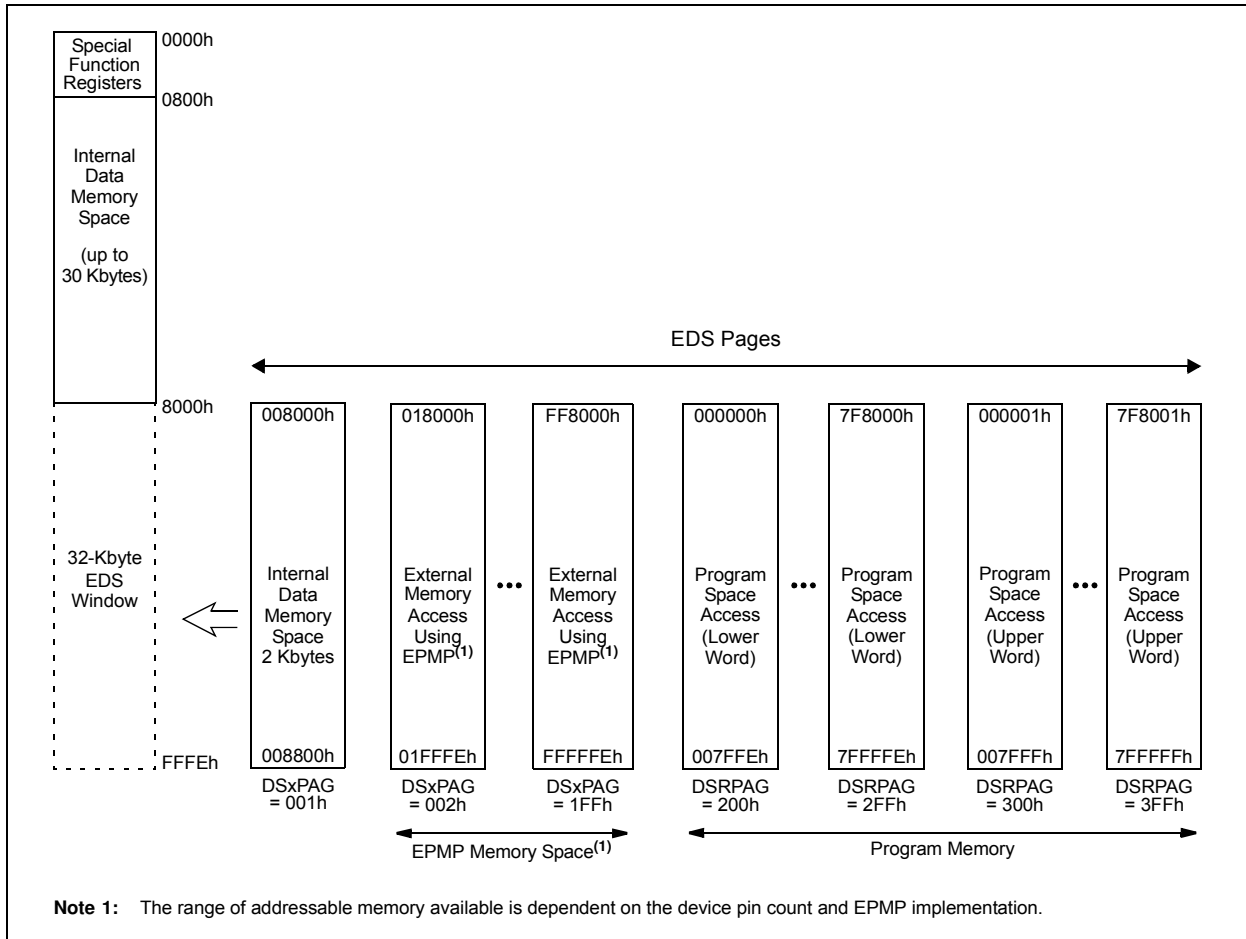 Special
Function
Registers
0000h
0800h
Internal
Data
Memory
Space
(up to
30 Kbytes)
EDS Pages
8000h
32-Kbyte
EDS
Window
FFFEh
008000h
Internal
Data
Memory
Space
2 Kbytes
008800h
DSxPAG
= 001h
018000h
External
Memory
Access
Using
EPMP(1)
01FFFEh
DSxPAG
= 002h
•••
FF8000h
External
Memory
Access
Using
EPMP(1)
FFFFFEh
DSxPAG
= 1FFh
EPMP Memory Space(1)
000000h
Program
Space
Access
(Lower
Word)
007FFEh
DSRPAG
= 200h
•••
7F8000h
Program
Space
Access
(Lower
Word)
7FFFFEh
DSRPAG
= 2FFh
000001h
Program
Space
Access
(Upper
Word)
007FFFh
DSRPAG
= 300h
•••
7F8001h
Program
Space
Access
(Upper
Word)
7FFFFFh
DSRPAG
= 3FFh
Program Memory
Note 1: The range of addressable memory available is dependent on the device pin count and EPMP implementation.